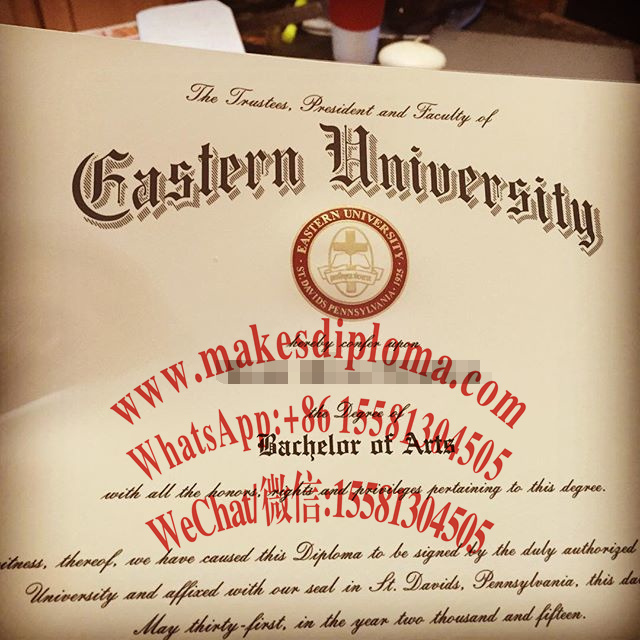 The Trustees, President and Faculty of
Eastern University
EASTERN UNIVERSITY
ST. DAVIDS PENNSYLVANIA · 1925
hereby confer upon
www.makesdiploma.com
the Degree of
WhatsApp:+86 15581304505
Bachelor of Arts
with all the honors, rights and privileges pertaining to this degree.
WeChat/微信:15581304505
itness, thereof, we have caused this Diploma to be signed by the duly authorized
University and affixed with our seal in St. Davids, Pennsylvania, this da
May thirty-first, in the year two thousand and fifteen.